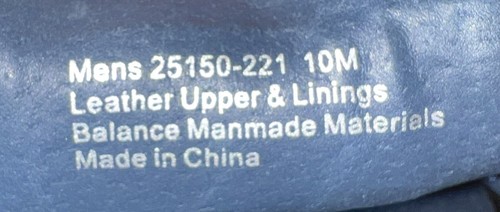 Mens 25150-221 10M
Leather Upper & Linings
Balance Manmade Materials
Made in China